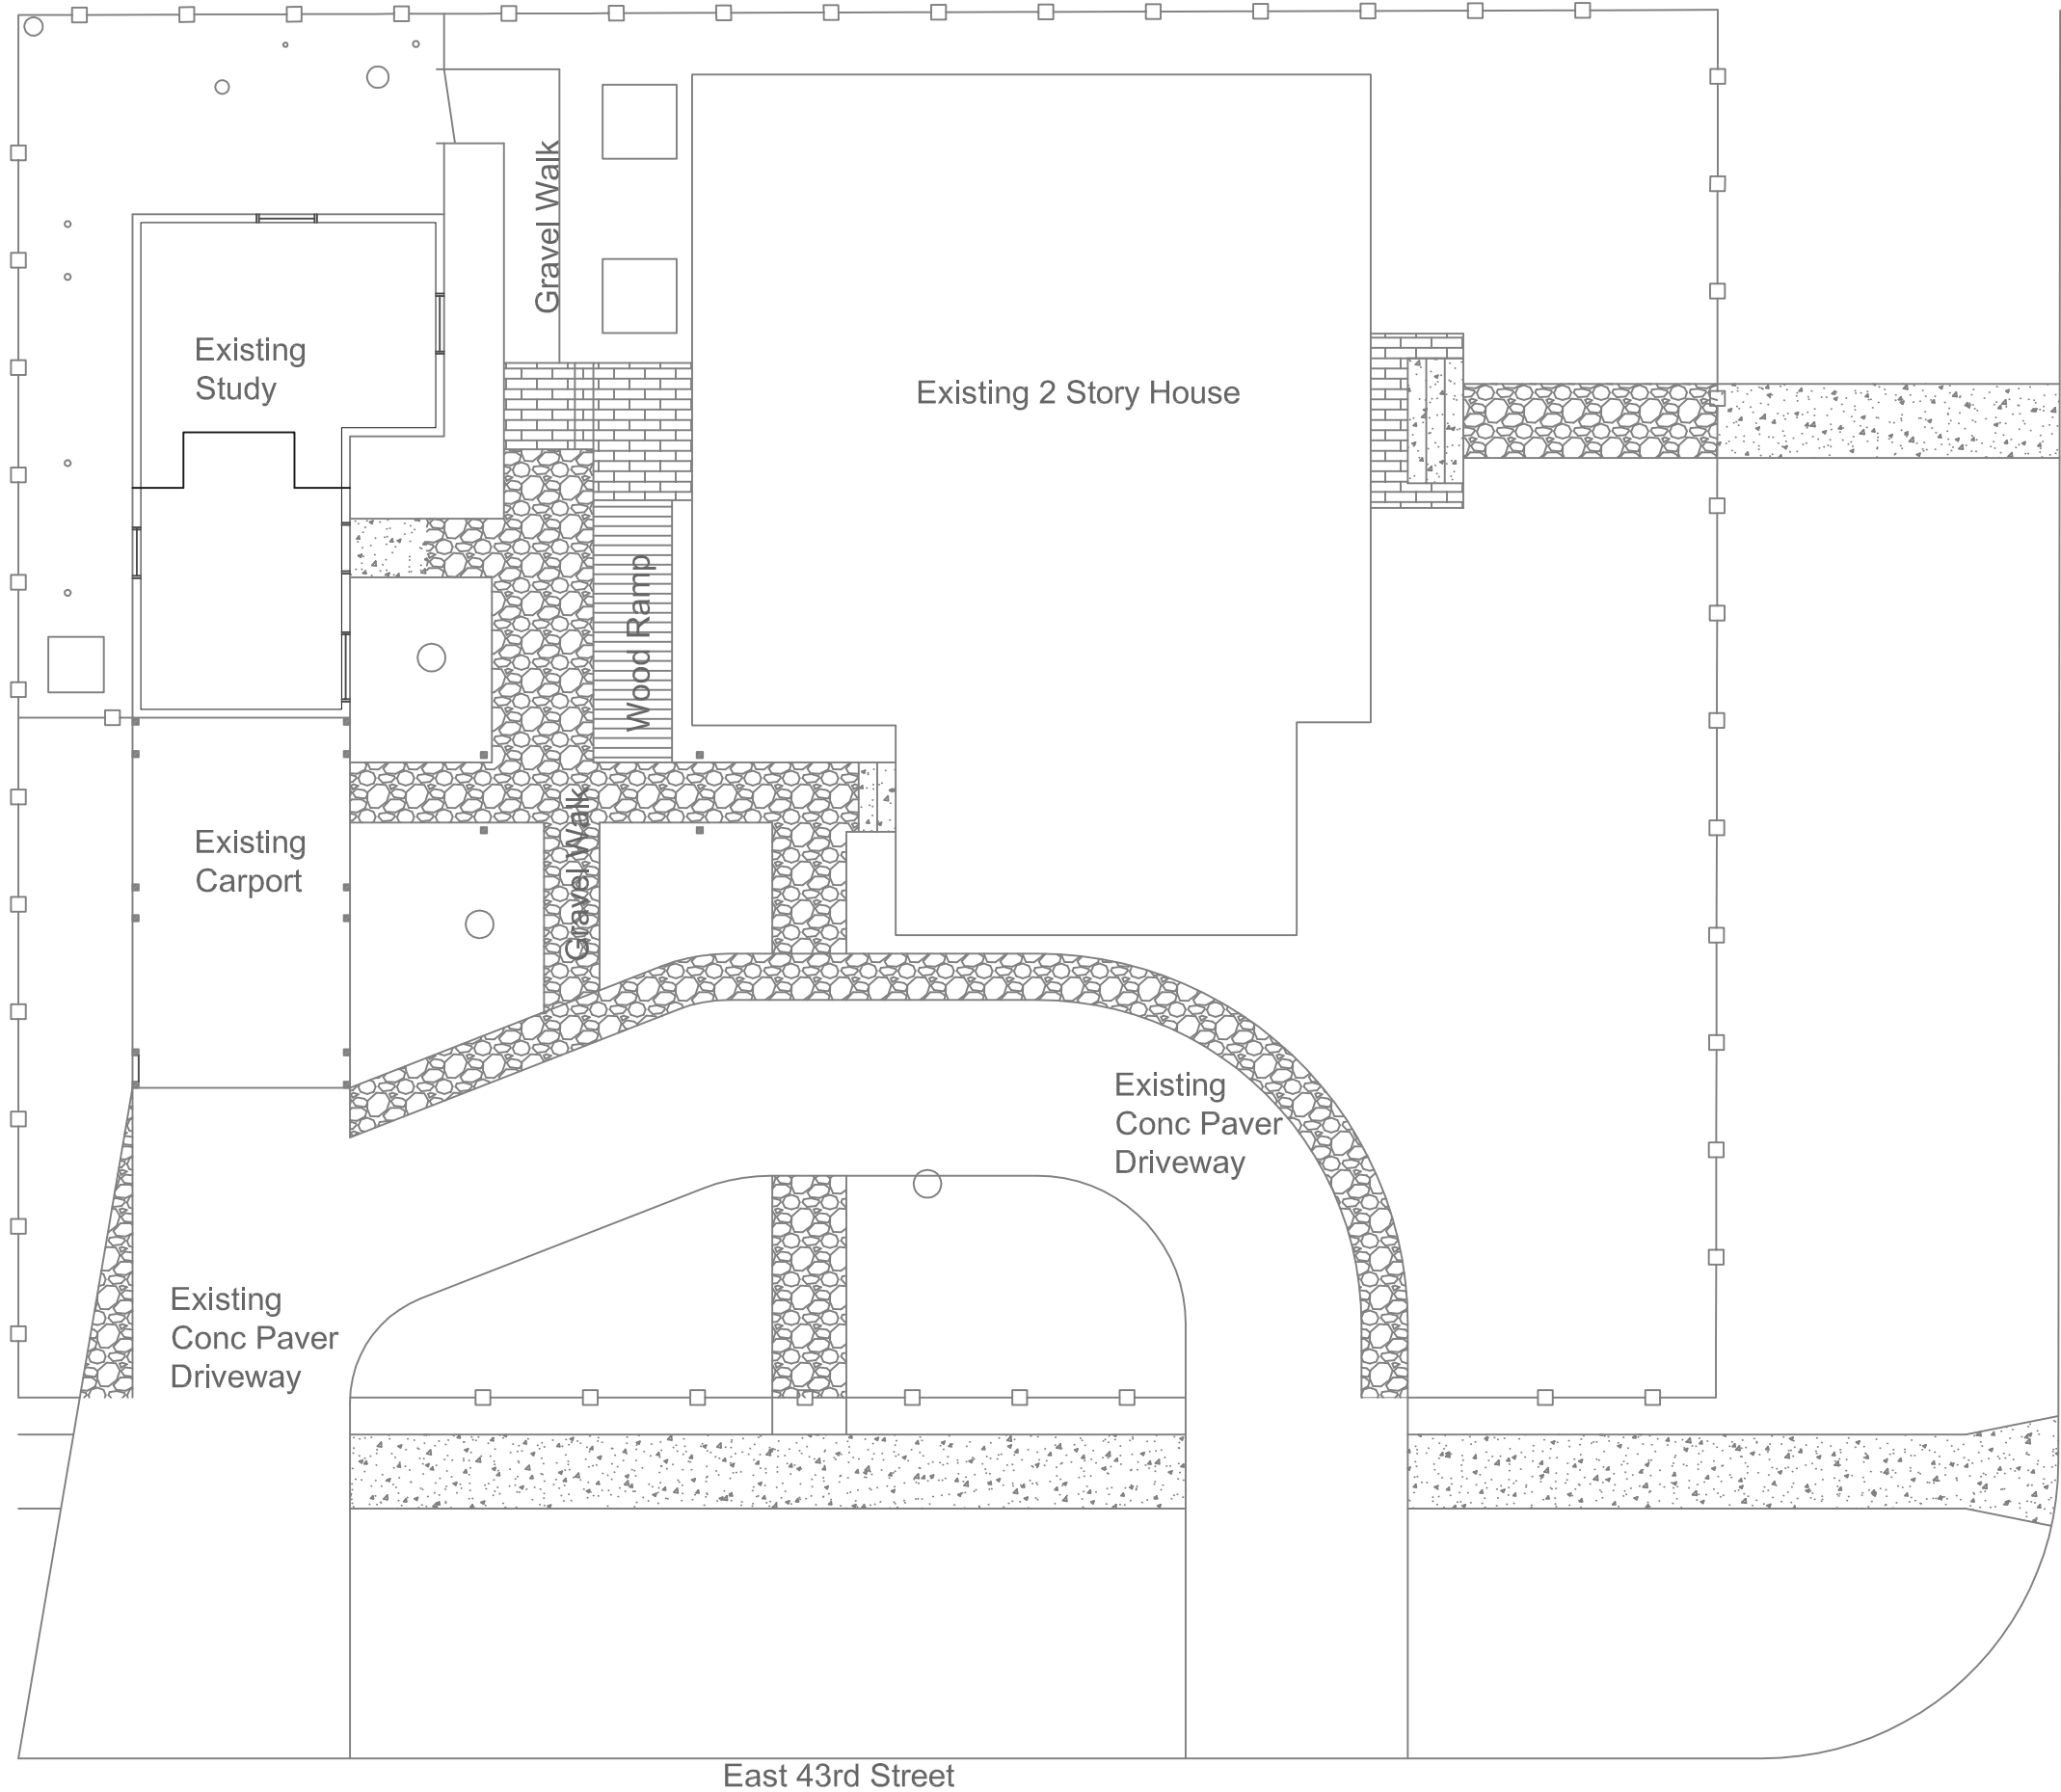 Gravel Walk
Existing
Study
Existing 2 Story House
Wood Ramp
Existing
Carport
Gravel Walk
Existing
Conc Paver
Driveway
Existing
Conc Paver
Driveway
East 43rd Street